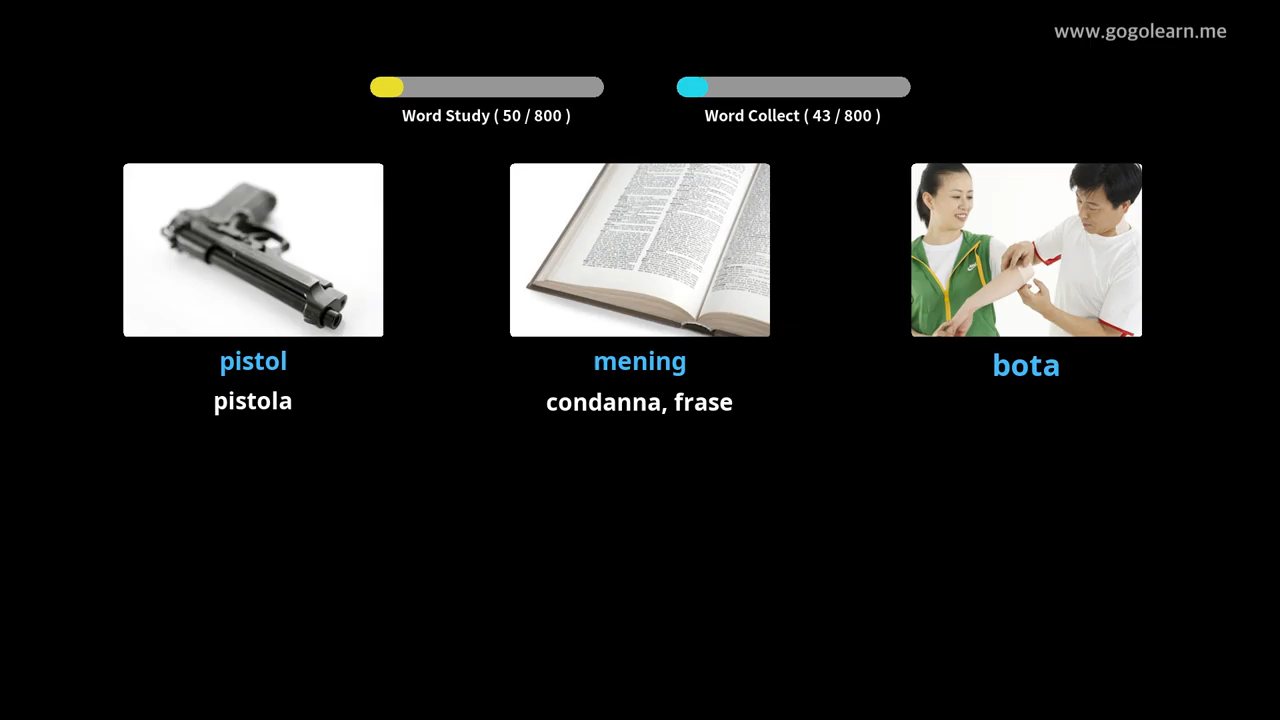 www.gogolearn.me
Word Study ( 50 / 800 )
Word Collect ( 43 / 800 )
pistol
mening
bota
pistola
condanna, frase